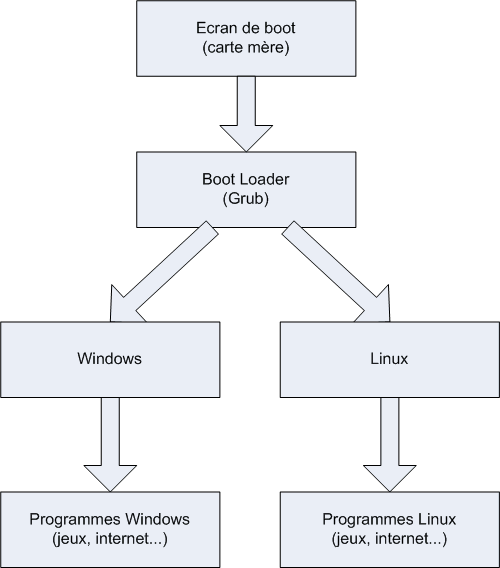 Ecran de boot
(carte mère)
Boot Loader
(Grub)
Windows
Linux
Programmes Windows
(jeux, internet...)
Programmes Linux
(jeux, internet...)